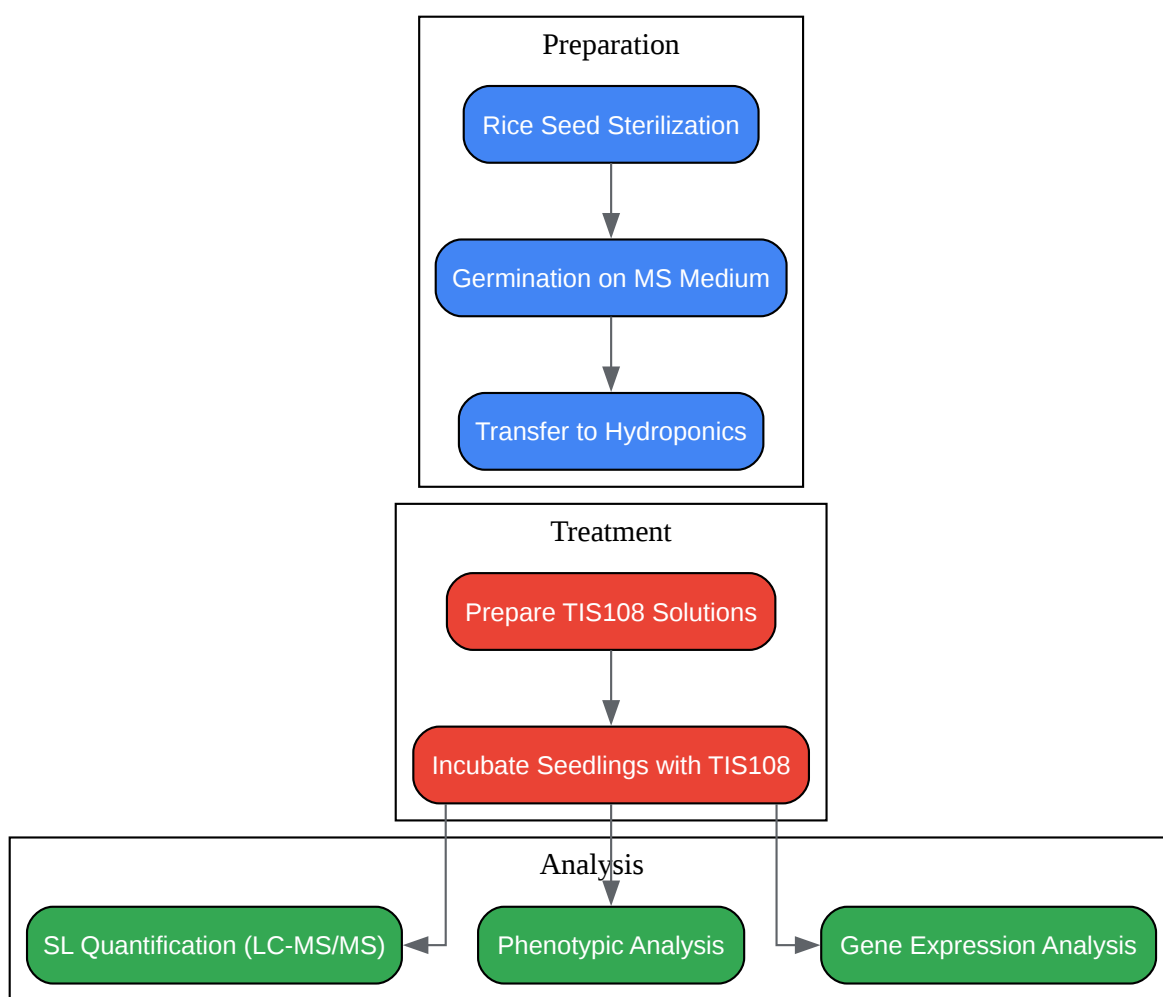 Preparation
Rice Seed Sterilization
Germination on MS Medium
Transfer to Hydroponics
Treatment
Prepare TIS108 Solutions
Incubate Seedlings with TIS108
Analysis
SL Quantification (LC-MS/MS)
Phenotypic Analysis
Gene Expression Analysis